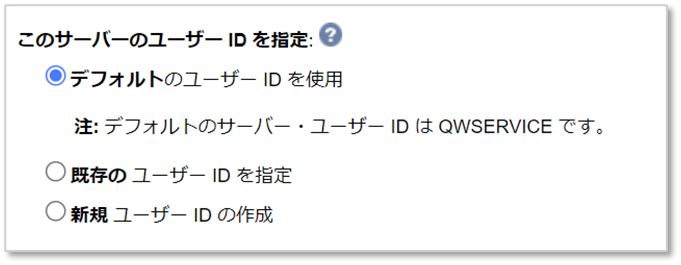 このサーバーのユーザー ID を指定: ?
デフォルトのユーザー ID を使用
注: デフォルトのサーバー・ユーザー ID は QWSERVICE です。
既存の ユーザー ID を指定
新規 ユーザー ID の作成